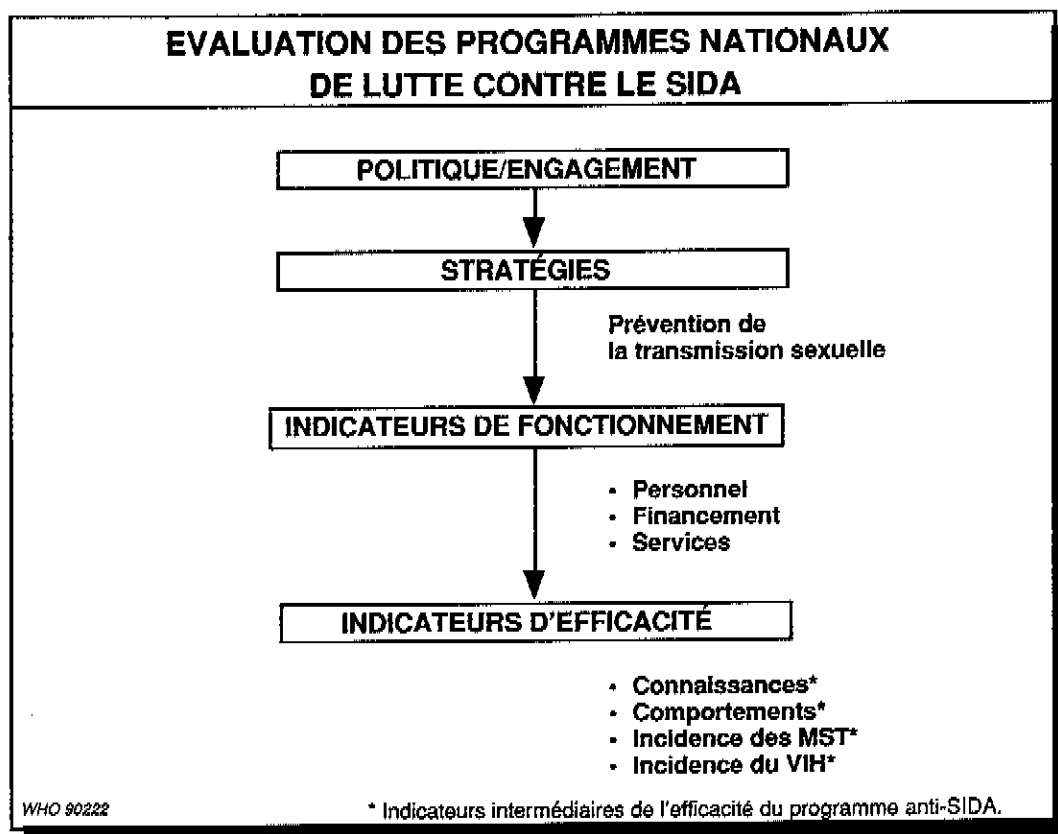 EVALUATION DES PROGRAMMES NATIONAUX
DE LUTTE CONTRE LE SIDA
POLITIQUE/ENGAGEMENT
STRATÉGIES
Prévention de
la transmission sexuelle
INDICATEURS DE FONCTIONNEMENT
• Personnel
• Financement
• Services
INDICATEURS D'EFFICACITÉ
• Connaissances*
• Comportements*
• Incidence des MST*
• Incidence du VIH*
WHO 90222
* Indicateurs intermédiaires de l'efficacité du programme anti-SIDA.